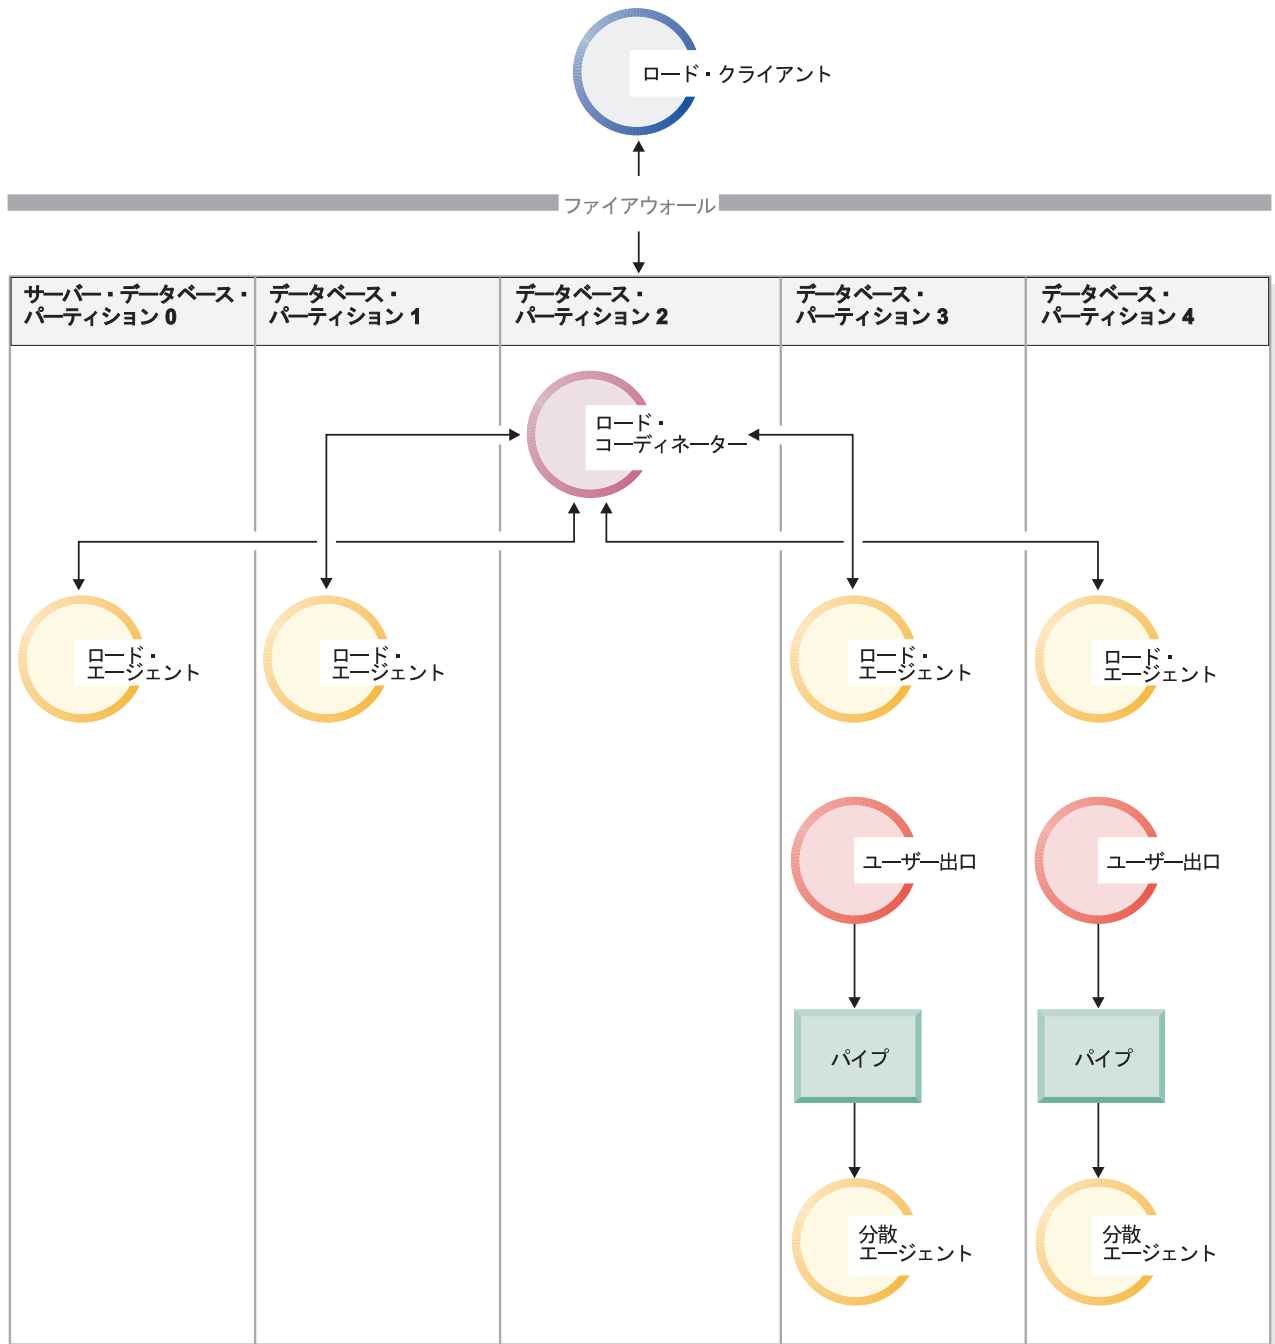 ロード・クライアント
ファイアウォール
サーバー・データベース・
パーティション 0
データベース・
パーティション 1
データベース・
パーティション 2
データベース・
パーティション 3
データベース・
パーティション 4
ロード・
コーディネーター
ロード・
エージェント
ロード・
エージェント
ロード・
エージェント
ロード・
エージェント
ユーザー出口
ユーザー出口
パイプ
パイプ
分散
エージェント
分散
エージェント